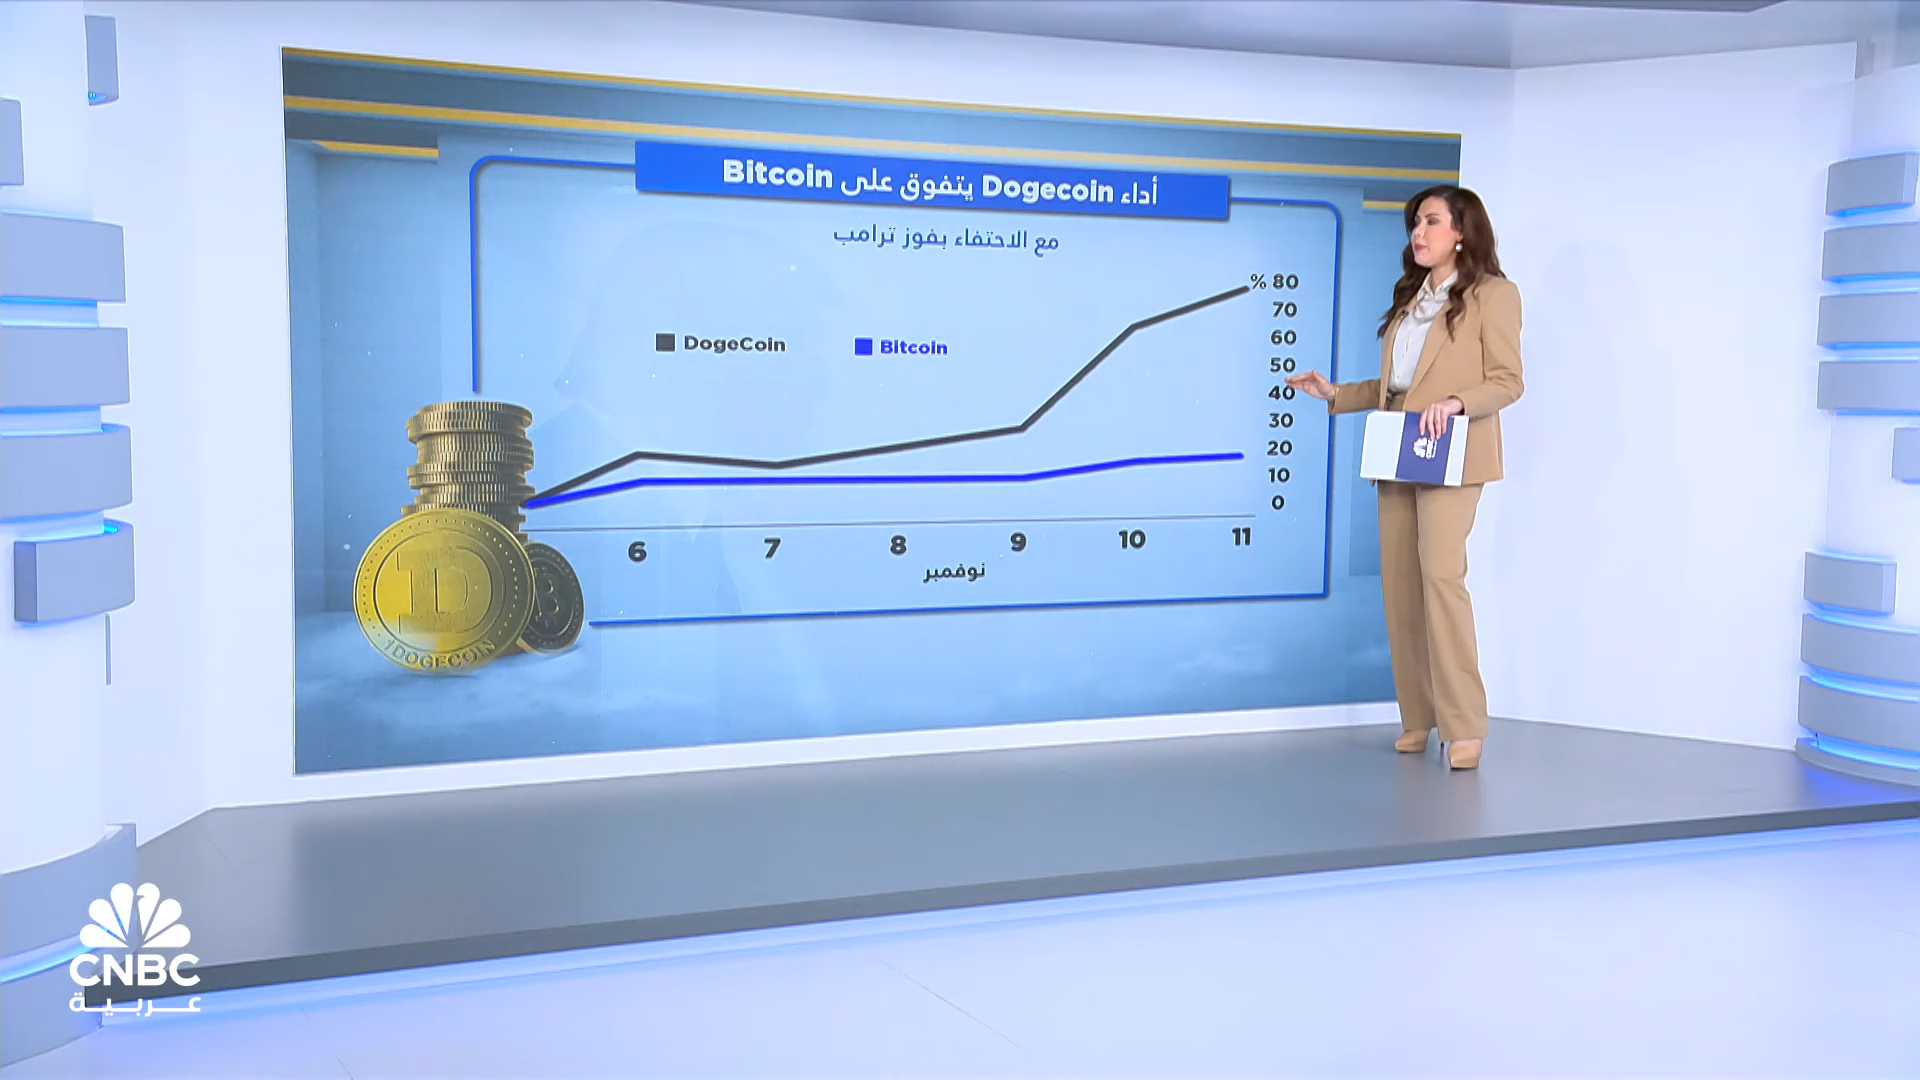 أداء Dogecoin يتفوق على Bitcoin
مع الاحتفاء بفوز ترامب
DogeCoin
Bitcoin
% 80
70
60
50
40
30
20
10
0
6 7 8 9 10 11
نوفمبر
1DOGECOIN
CNBC
عربية